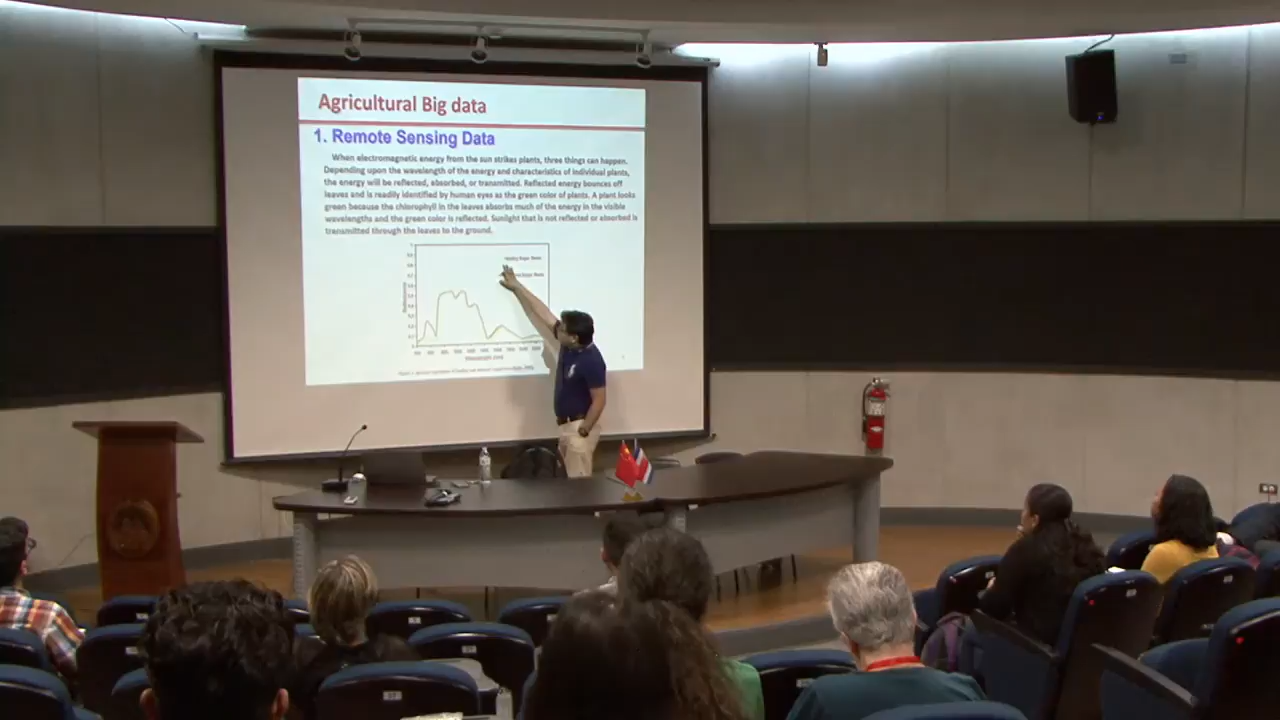 Agricultural Big data
1. Remote Sensing Data
When electromagnetic energy from the sun strikes plants, three things can happen.
Depending upon the wavelength of the energy and characteristics of individual plants,
the energy will be reflected, absorbed, or transmitted. Reflected energy bounces off
leaves and is readily identified by human eyes as the green color of plants. A plant looks
green because the chlorophyll in the leaves absorbs much of the energy in the visible
wavelengths and the green color is reflected. Sunlight that is not reflected or absorbed is
transmitted through the leaves to the ground.